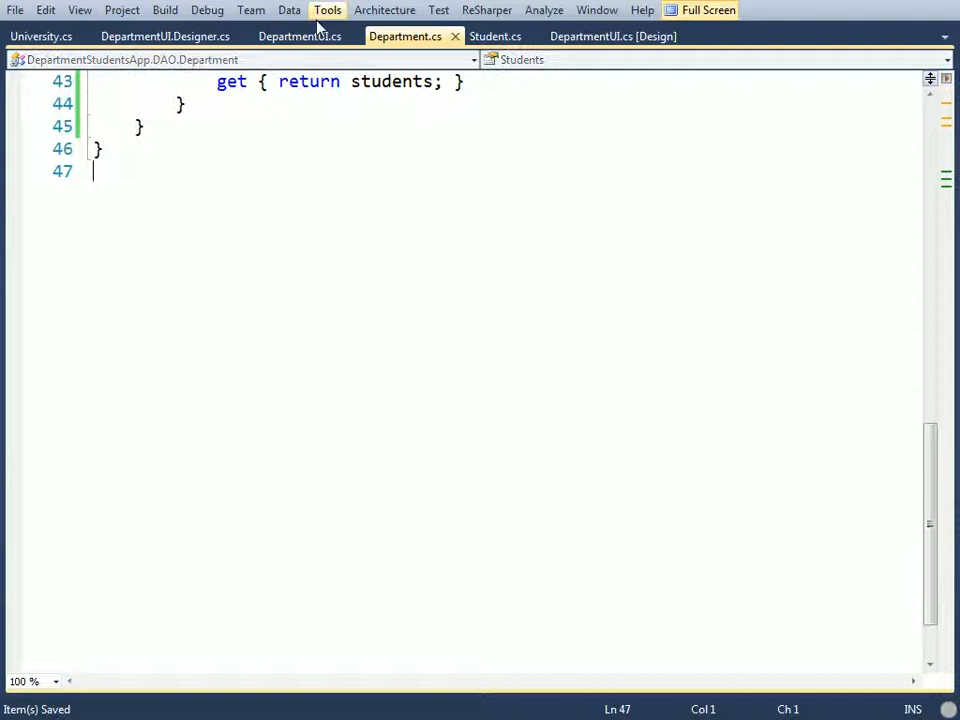 File Edit View Project Build Debug Team Data Tools Architecture Test ReSharper Analyze Window Help Full Screen
University.cs DepartmentUI.Designer.cs DepartmentUI.cs Department.cs Student.cs DepartmentUI.cs [Design]
DepartmentStudentsApp.DAO.Department Students
43 get { return students; }
44 }
45 }
46 }
47
100 %
Item(s) Saved Ln 47 Col 1 Ch 1 INS